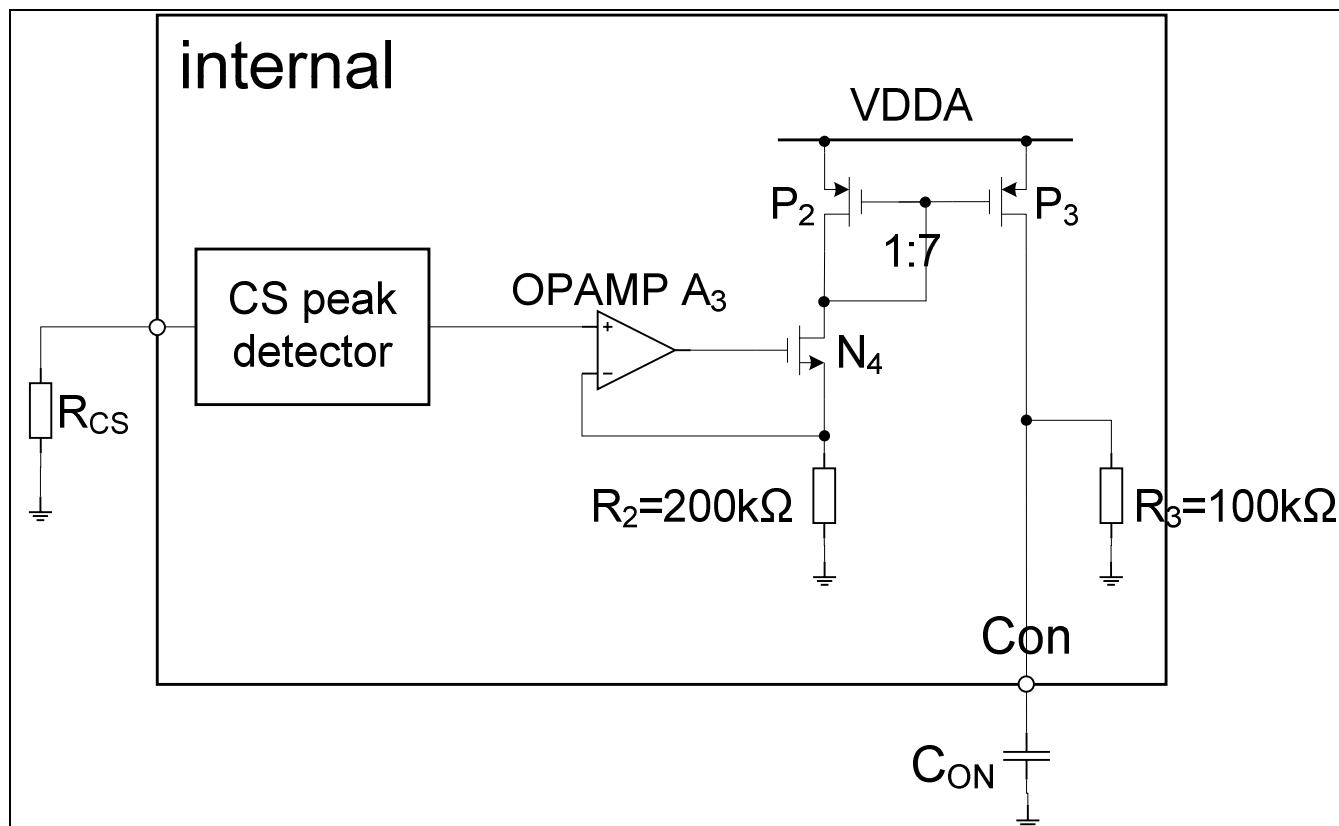 internal
VDDA
P2
P3
1:7
CS peak
detector
OPAMP A3
+
−
N4
RCS
R2=200kΩ
R3=100kΩ
Con
CON